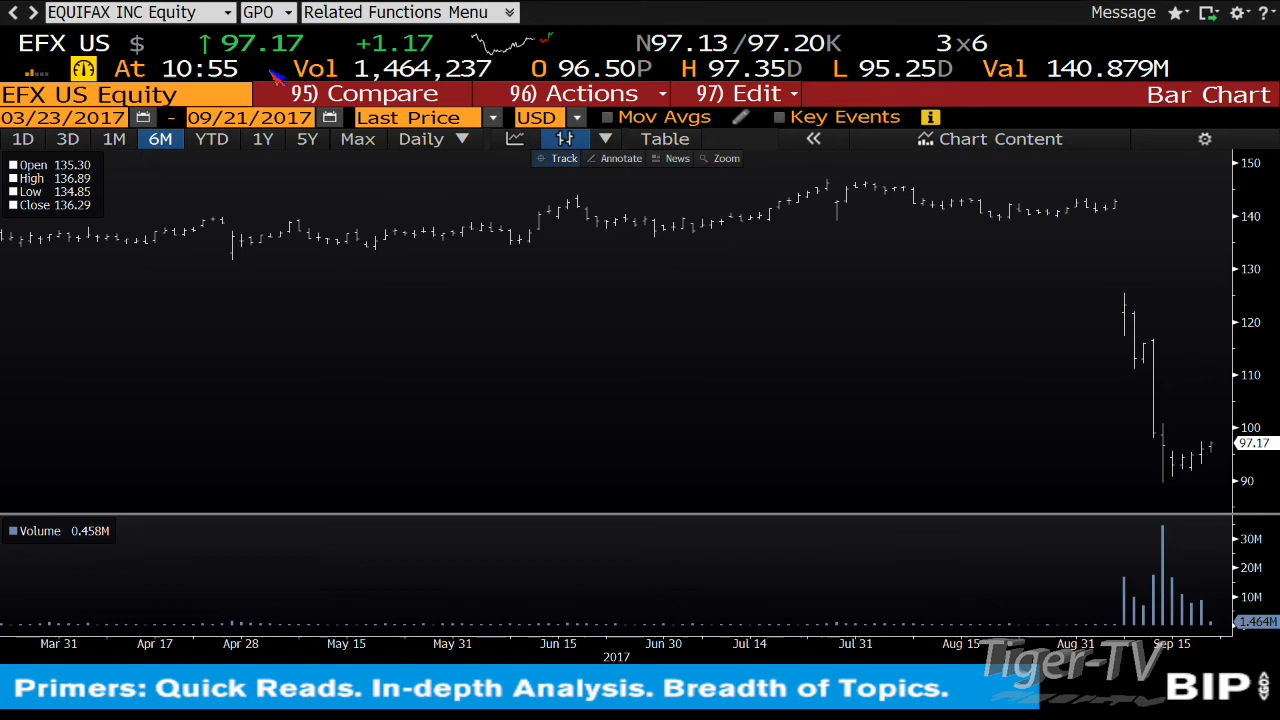 EQUIFAX INC Equity GPO Related Functions Menu Message
EFX US $ ↑ 97.17 +1.17 N97.13 /97.20K 3x6
At 10:55 Vol 1,464,237 O 96.50P H 97.35D L 95.25D Val 140.879M
EFX US Equity 95) Compare 96) Actions 97) Edit Bar Chart
03/23/2017 - 09/21/2017 Last Price USD Mov Avgs Key Events
1D 3D 1M 6M YTD 1Y 5Y Max Daily Table « Chart Content
Track Annotate News Zoom
Open 135.30
High 136.89
Low 134.85
Close 136.29
150
140
130
120
110
100
97.17
90
Volume 0.458M
30M
20M
10M
1.464M
Mar 31 Apr 17 Apr 28 May 15 May 31 Jun 15 Jun 30 Jul 14 Jul 31 Aug 15 Aug 31 Sep 15
2017
Tiger-TV
Primers: Quick Reads. In-depth Analysis. Breadth of Topics.
BIP GO